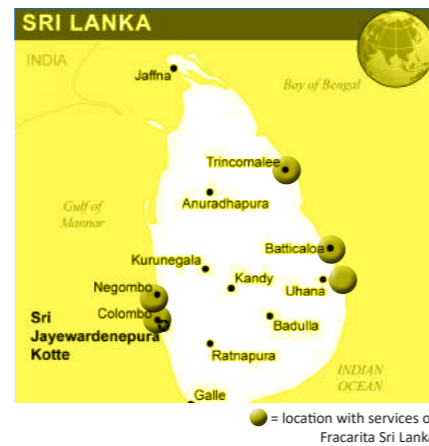 SRI LANKA
INDIA
Jaffna
Bay of Bengal
Trincomalee
Anuradhapura
Gulf of
Mannar
Batticaloa
Kurunegala
Kandy
Uhana
Negombo
Colombo
Sri
Jayewardenepura
Kotte
Badulla
Ratnapura
INDIAN
OCEAN
Galle
= location with services o
Fracarita Sri Lank